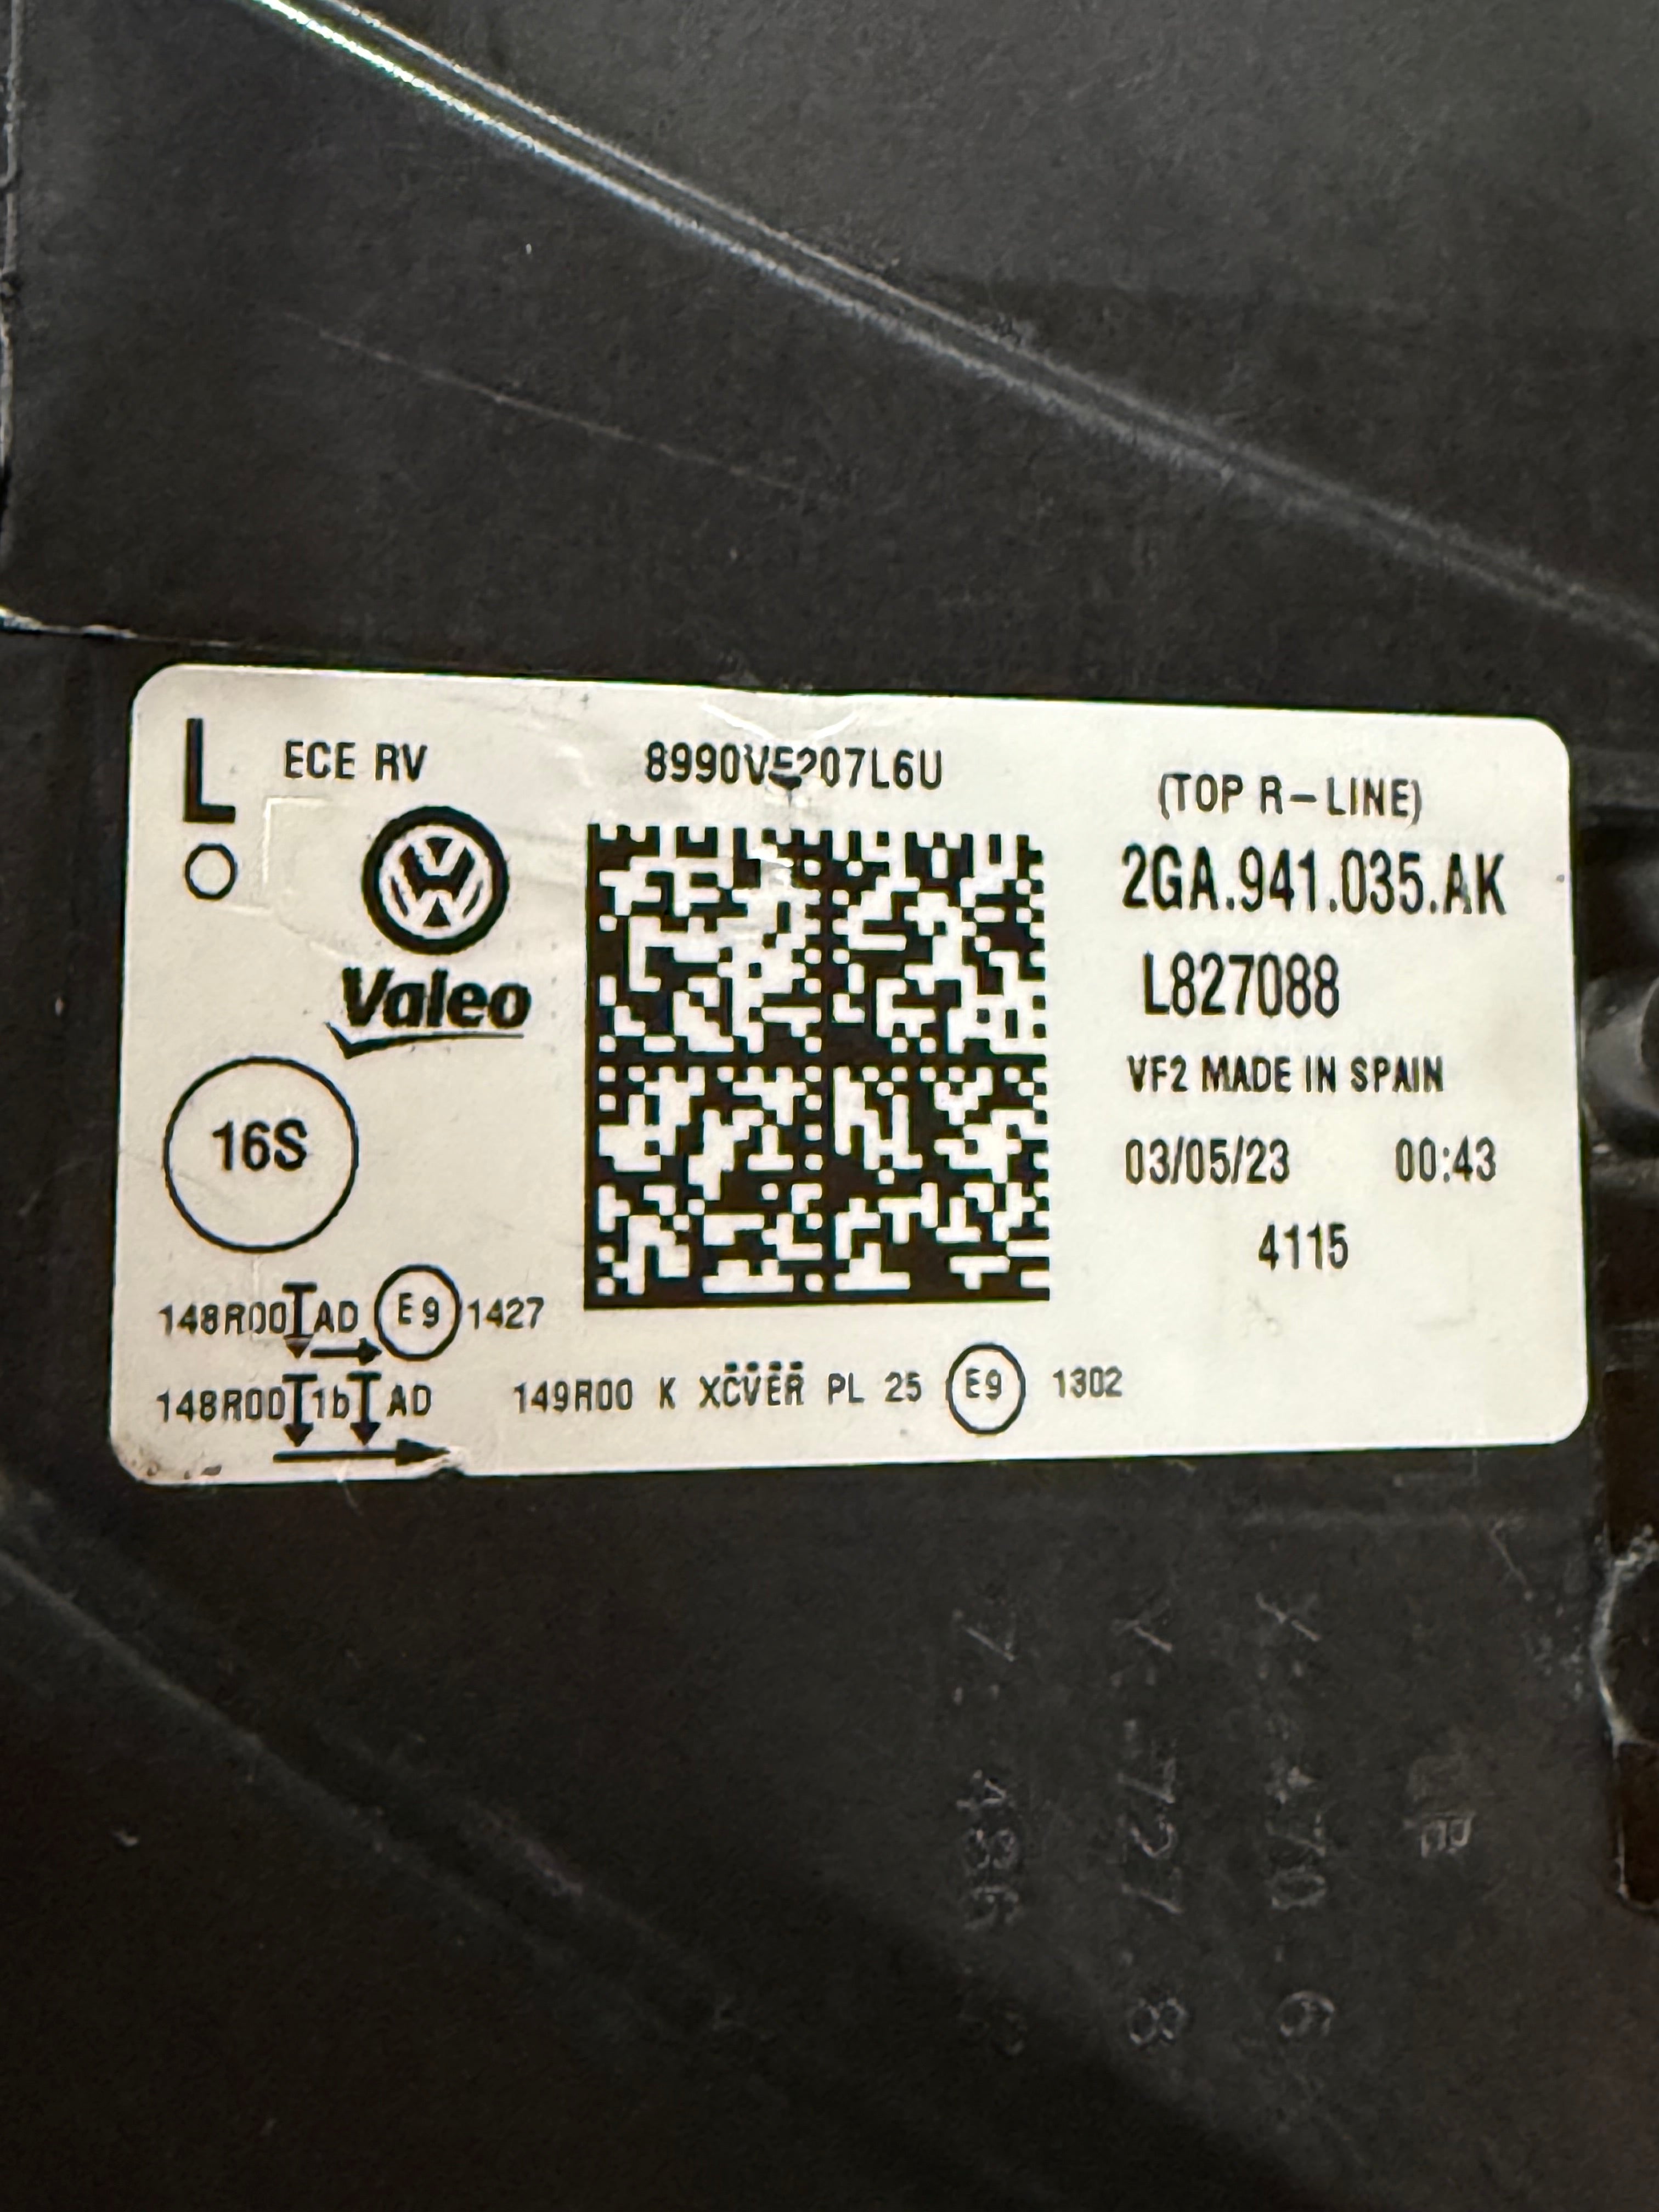 L
ECE RV
8990V5207L6U
(TOP R-LINE)
2GA.941.035.AK
Valeo
L827088
VF2 MADE IN SPAIN
16S
03/05/23 00:43
4115
148R00 AD E9 1427
148R00 1b AD
149R00 K XCVER PL 25 E9 1302